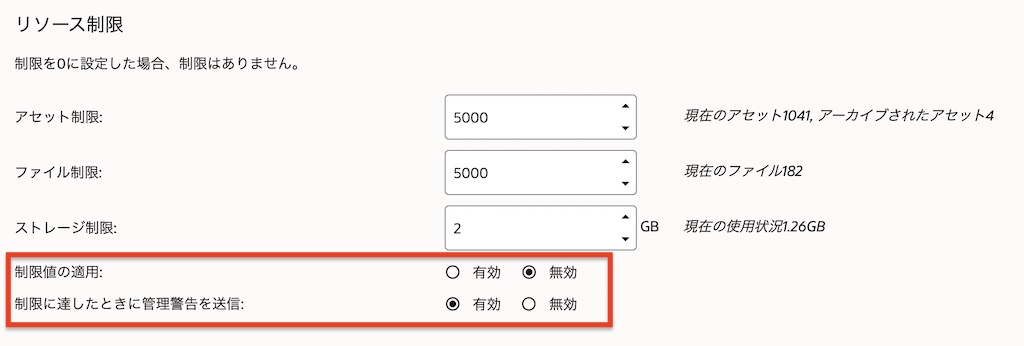 リソース制限
制限を0に設定した場合、制限はありません。
アセット制限: 5000 現在のアセット1041, アーカイブされたアセット4
ファイル制限: 5000 現在のファイル182
ストレージ制限: 2 GB 現在の使用状況1.26GB
制限値の適用: 有効 無効
制限に達したときに管理警告を送信: 有効 無効